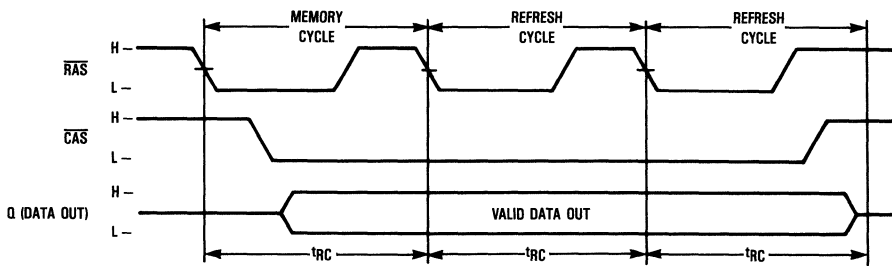 MEMORY CYCLE
REFRESH CYCLE
REFRESH CYCLE
H
RAS
L
H
CAS
L
H
Q (DATA OUT)
VALID DATA OUT
L
tRC
tRC
tRC